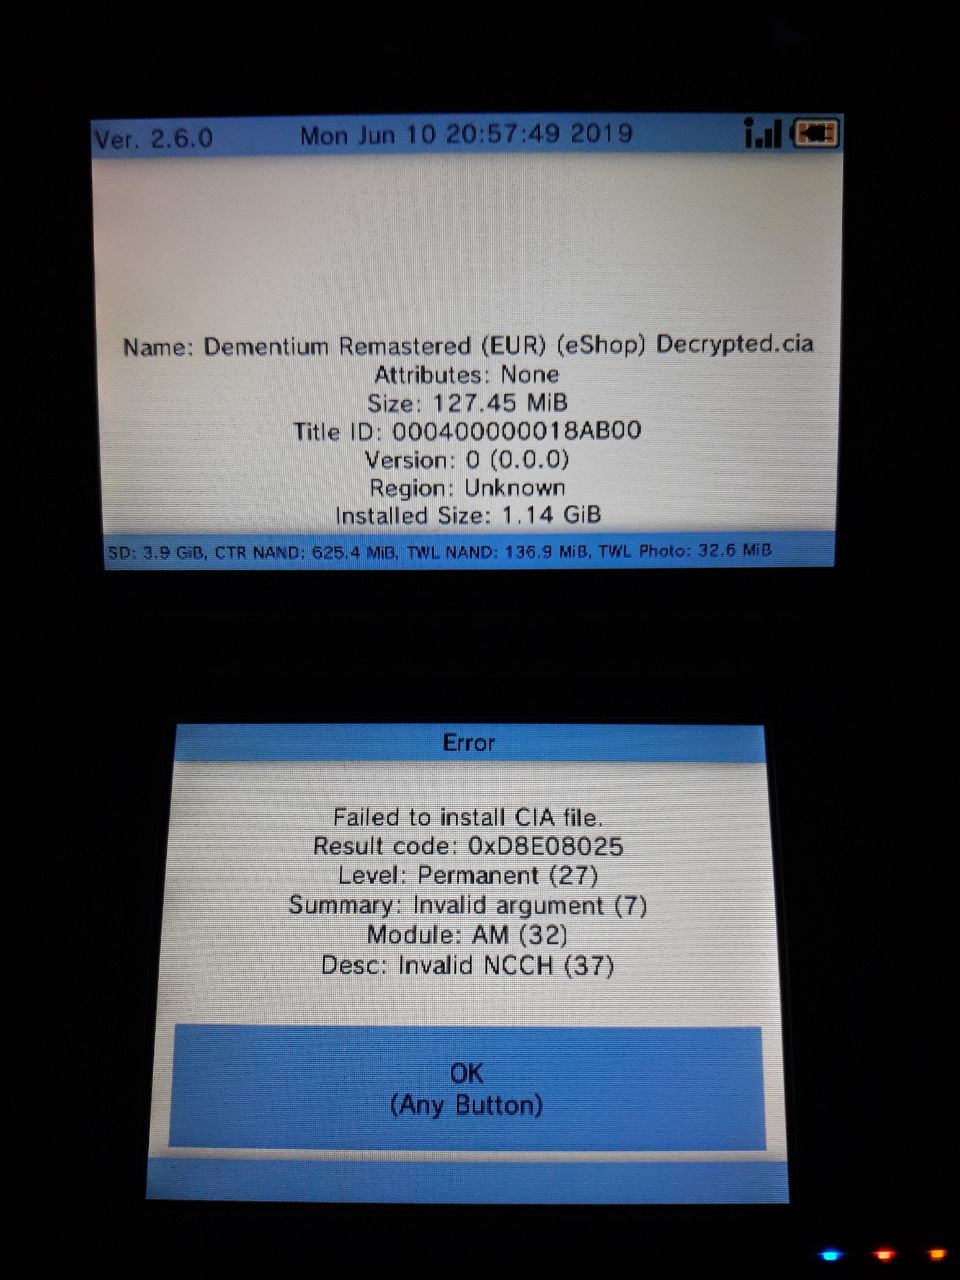 Ver. 2.6.0 Mon Jun 10 20:57:49 2019
Name: Dementium Remastered (EUR) (eShop) Decrypted.cia
Attributes: None
Size: 127.45 MiB
Title ID: 000400000018AB00
Version: 0 (0.0.0)
Region: Unknown
Installed Size: 1.14 GiB
SD: 3.9 GiB, CTR NAND: 625.4 MiB, TWL NAND: 136.9 MiB, TWL Photo: 32.6 MiB
Error
Failed to install CIA file.
Result code: 0xD8E08025
Level: Permanent (27)
Summary: Invalid argument (7)
Module: AM (32)
Desc: Invalid NCCH (37)
OK
(Any Button)